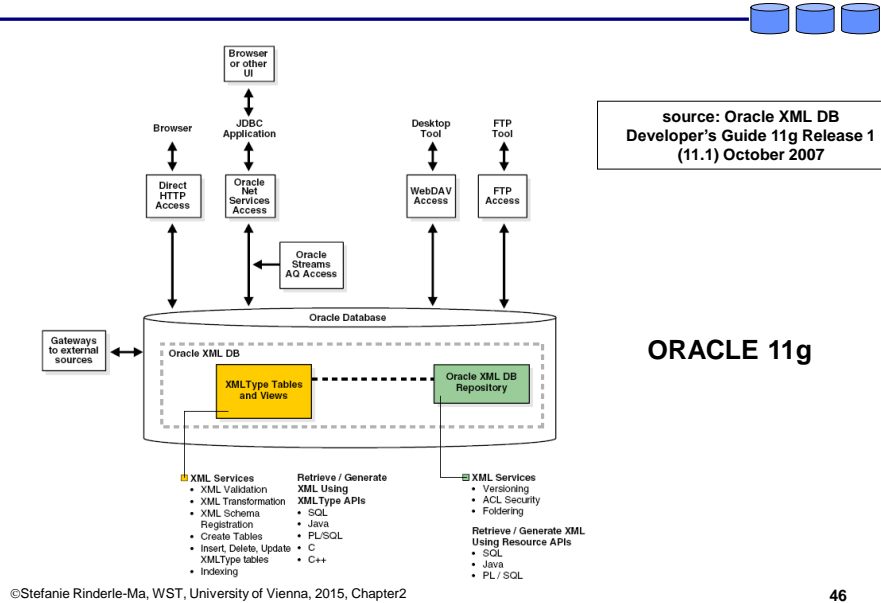 Browser
or other
UI
Browser
JDBC
Application
Desktop
Tool
FTP
Tool
source: Oracle XML DB
Developer's Guide 11g Release 1
(11.1) October 2007
Direct
HTTP
Access
Oracle
Net
Services
Access
WebDAV
Access
FTP
Access
Oracle
Streams
AQ Access
Oracle Database
Gateways
to external
sources
Oracle XML DB
XMLType Tables
and Views
Oracle XML DB
Repository
ORACLE 11g
XML Services
• XML Validation
• XML Transformation
• XML Schema
Registration
• Create Tables
• Insert, Delete, Update
XMLType tables
• Indexing
Retrieve / Generate
XML Using
XMLType APIs
• SQL
• Java
• PL/SQL
• C
• C++
XML Services
• Versioning
• ACL Security
• Foldering
Retrieve / Generate XML
Using Resource APIs
• SQL
• Java
• PL / SQL
©Stefanie Rinderle-Ma, WST, University of Vienna, 2015, Chapter2
46